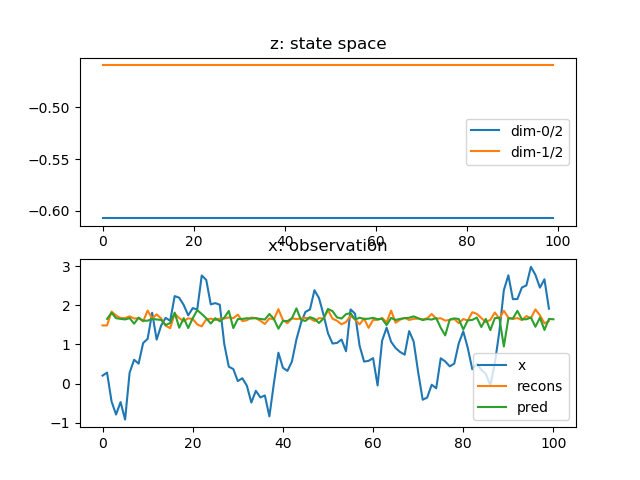 z: state space
−0.50
−0.55
−0.60
dim-0/2
dim-1/2
0 20 40 60 80 100
x: observation
3
2
1
0
−1
x
recons
pred
0 20 40 60 80 100